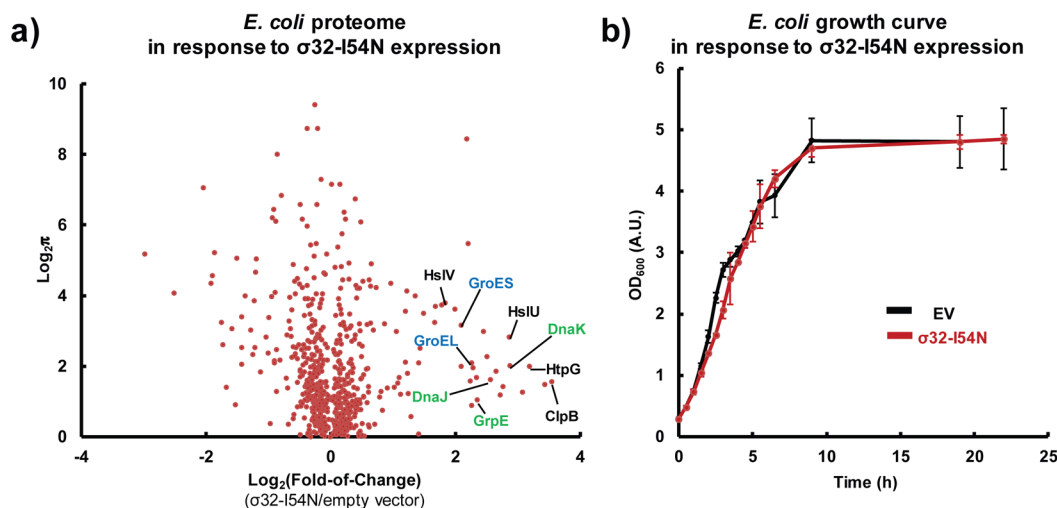 a)
E. coli proteome
in response to σ32-I54N expression
10
8
6
4
2
0
-4
-2
0
2
4
Log2π
HslV
GroES
HslU
DnaK
GroEL
HtpG
DnaJ
GrpE
ClpB
Log2(Fold-of-Change)
(σ32-I54N/empty vector)
b)
E. coli growth curve
in response to σ32-I54N expression
6
5
4
3
2
1
0
0
5
10
15
20
25
OD600 (A.U.)
EV
σ32-I54N
Time (h)